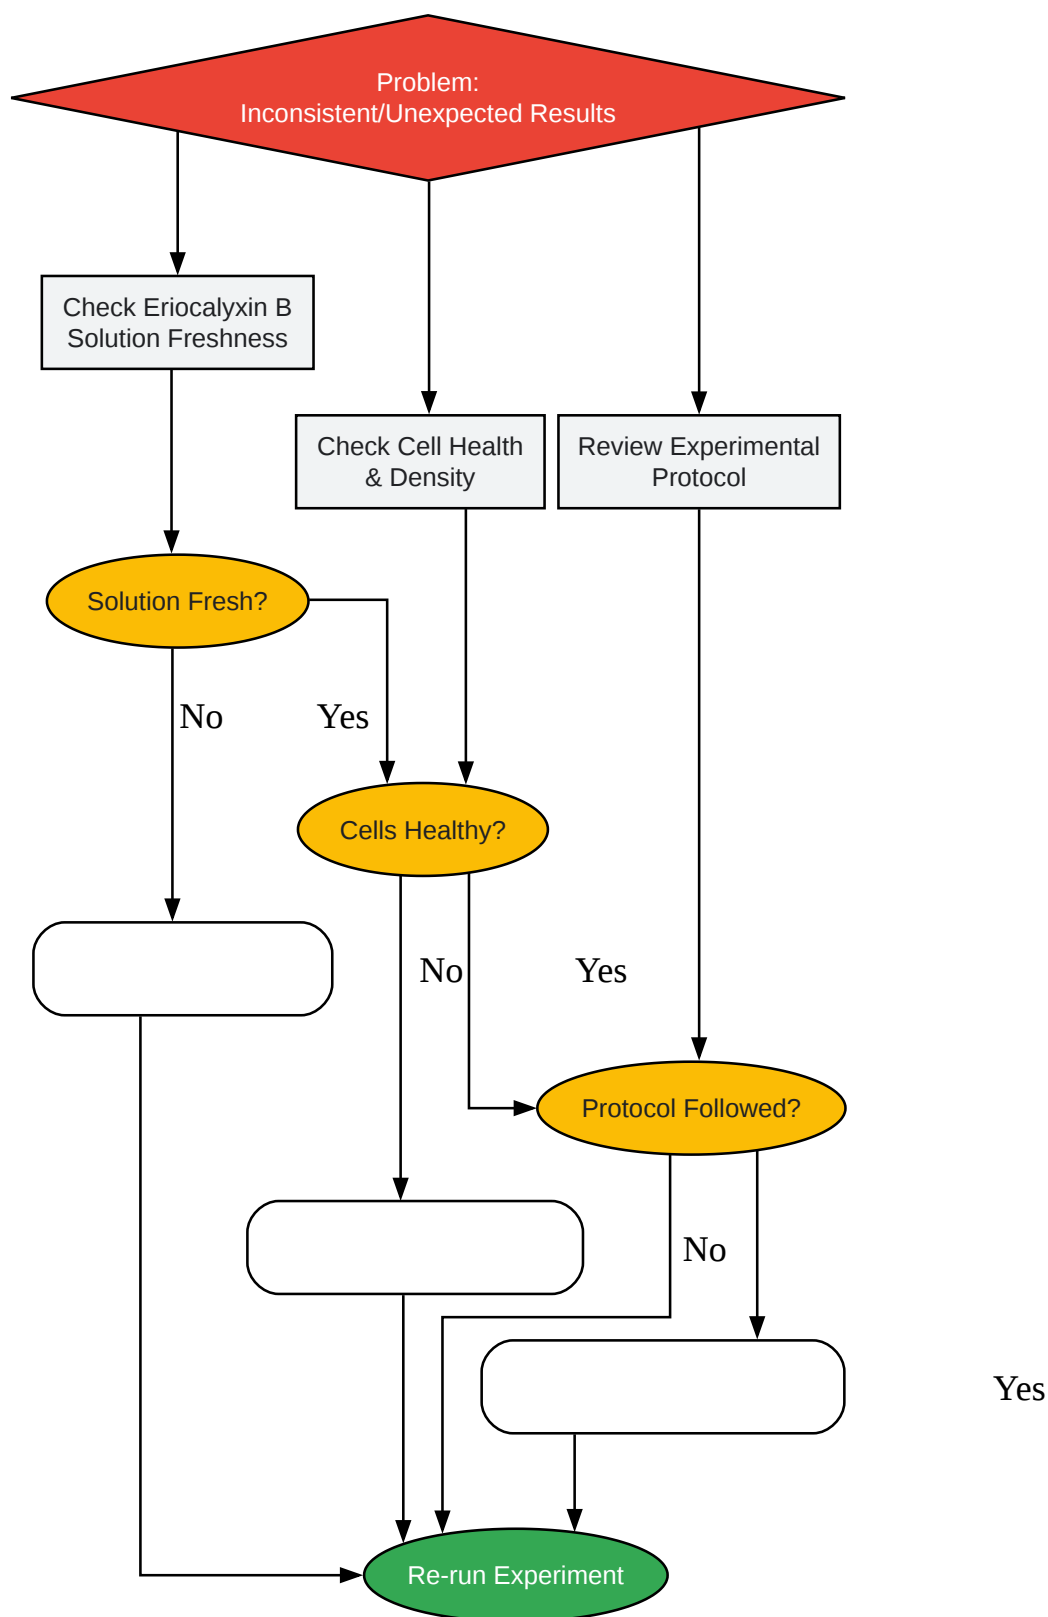 Problem:
Inconsistent/Unexpected Results
Check Eriocalyxin B
Solution Freshness
Check Cell Health
& Density
Review Experimental
Protocol
Solution Fresh?
No
Yes
Cells Healthy?
No
Yes
Protocol Followed?
No
Yes
Re-run Experiment